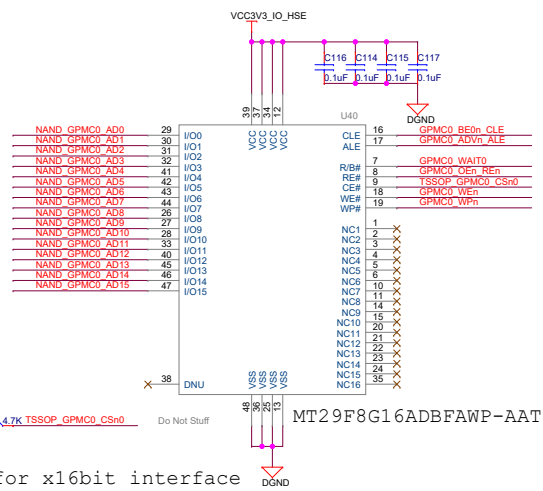 VCC3V3_IO_HSE
C116 C114 C115 C117
0.1uF 0.1uF 0.1uF 0.1uF
DGND
39 37 34 12
VCC VCC VCC VCC
U40
NAND_GPMC0_AD0 29 I/O0
NAND_GPMC0_AD1 30 I/O1
NAND_GPMC0_AD2 31 I/O2
NAND_GPMC0_AD3 32 I/O3
NAND_GPMC0_AD4 41 I/O4
NAND_GPMC0_AD5 42 I/O5
NAND_GPMC0_AD6 43 I/O6
NAND_GPMC0_AD7 44 I/O7
NAND_GPMC0_AD8 26 I/O8
NAND_GPMC0_AD9 27 I/O9
NAND_GPMC0_AD10 28 I/O10
NAND_GPMC0_AD11 33 I/O11
NAND_GPMC0_AD12 40 I/O12
NAND_GPMC0_AD13 45 I/O13
NAND_GPMC0_AD14 46 I/O14
NAND_GPMC0_AD15 47 I/O15
38 DNU
CLE 16 GPMC0_BE0n_CLE
ALE 17 GPMC0_ADVn_ALE
R/B# 7 GPMC0_WAIT0
RE# 8 GPMC0_OEn_REn
CE# 9 TSSOP_GPMC0_CSn0
WE# 18 GPMC0_WEn
WP# 19 GPMC0_WPn
NC1 1
NC2 2
NC3 3
NC4 4
NC5 5
NC6 6
NC7 10
NC8 11
NC9 14
NC10 15
NC11 20
NC12 21
NC13 22
NC14 23
NC15 24
NC16 35
VSS VSS VSS VSS
48 36 25 13
4.7K TSSOP_GPMC0_CSn0
Do Not Stuff
MT29F8G16ADBFAWP-AAT
for x16bit interface
DGND